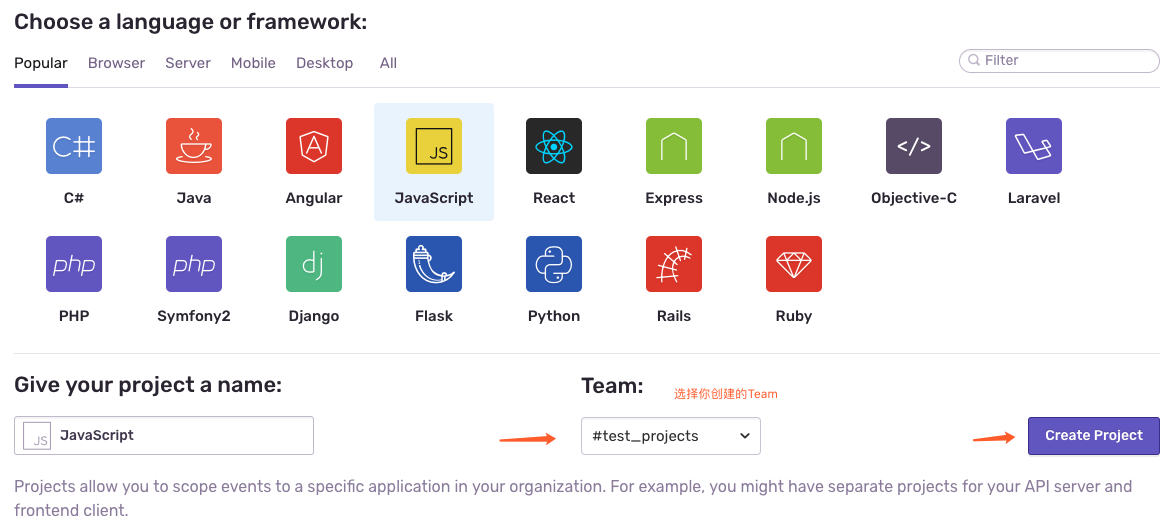 Choose a language or framework:
Popular Browser Server Mobile Desktop All Filter
C# JS </>
C# Java Angular JavaScript React Express Node.js Objective-C Laravel
php php dj
PHP Symfony2 Django Flask Python Rails Ruby
Give your project a name: Team: 选择你创建的Team
JS JavaScript #test_projects Create Project
Projects allow you to scope events to a specific application in your organization. For example, you might have separate projects for your API server and
frontend client.